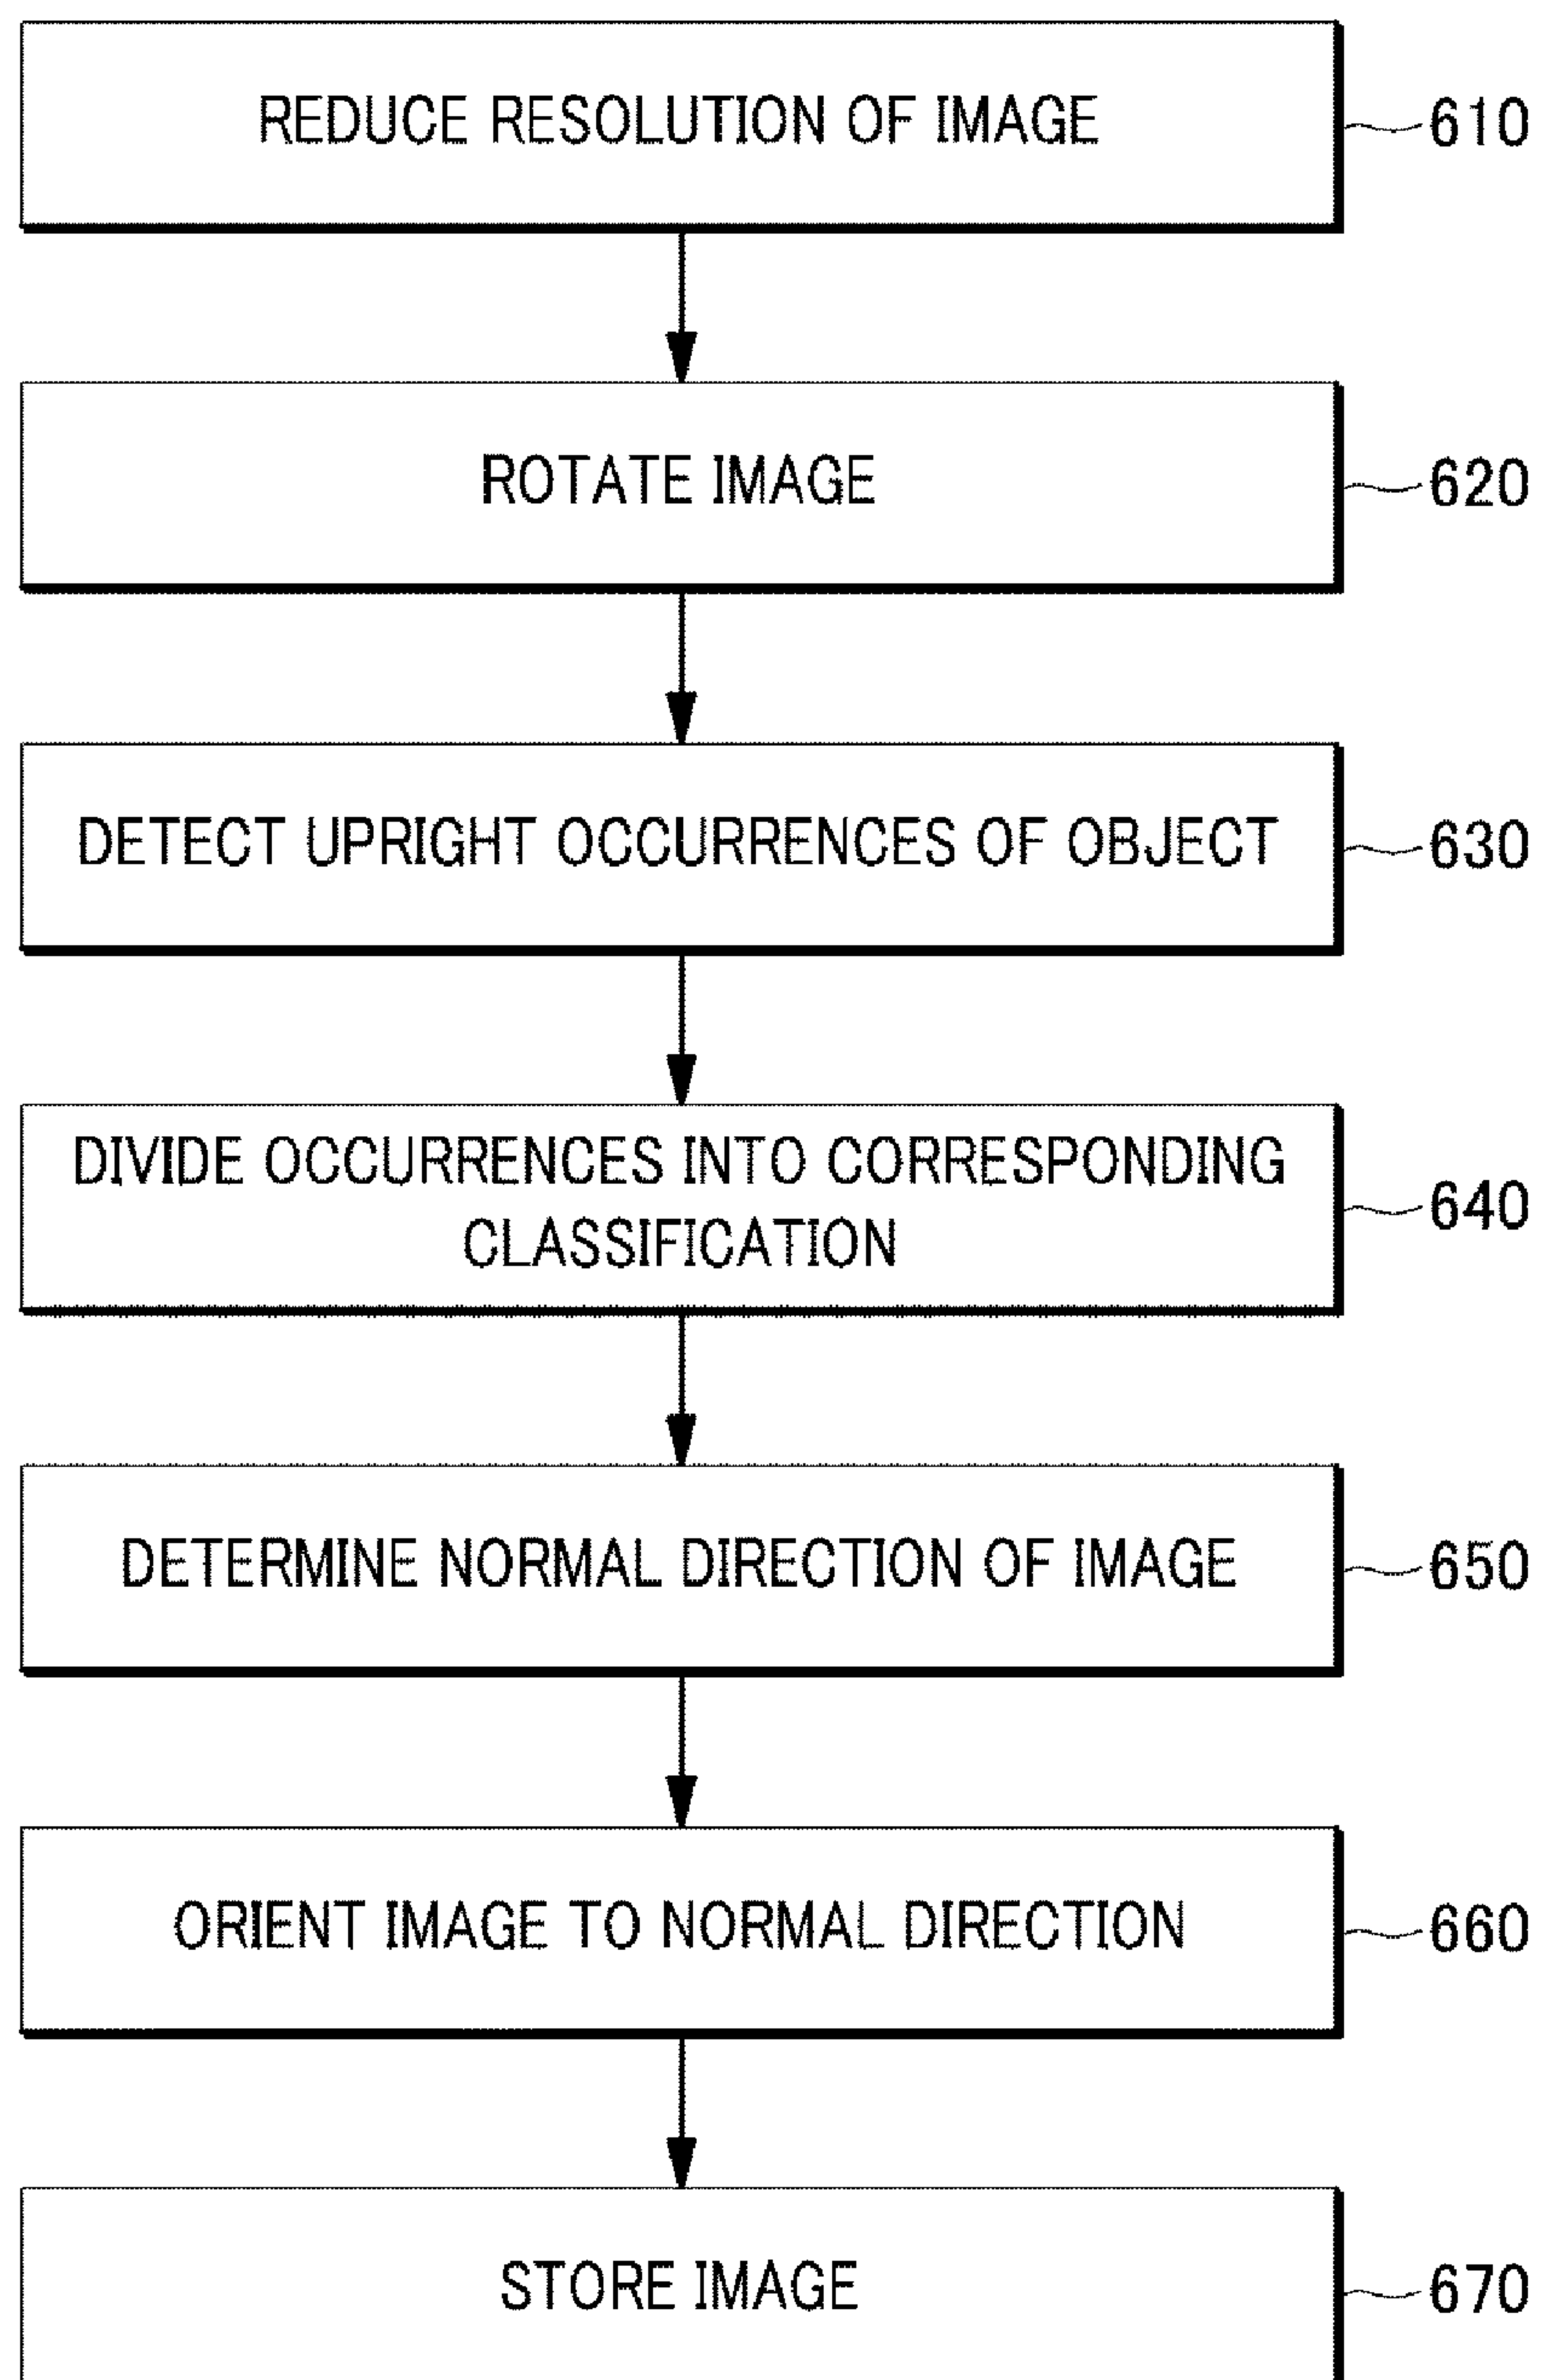 REDUCE RESOLUTION OF IMAGE
610
ROTATE IMAGE
620
DETECT UPRIGHT OCCURRENCES OF OBJECT
630
DIVIDE OCCURRENCES INTO CORRESPONDING
CLASSIFICATION
640
DETERMINE NORMAL DIRECTION OF IMAGE
650
ORIENT IMAGE TO NORMAL DIRECTION
660
STORE IMAGE
670